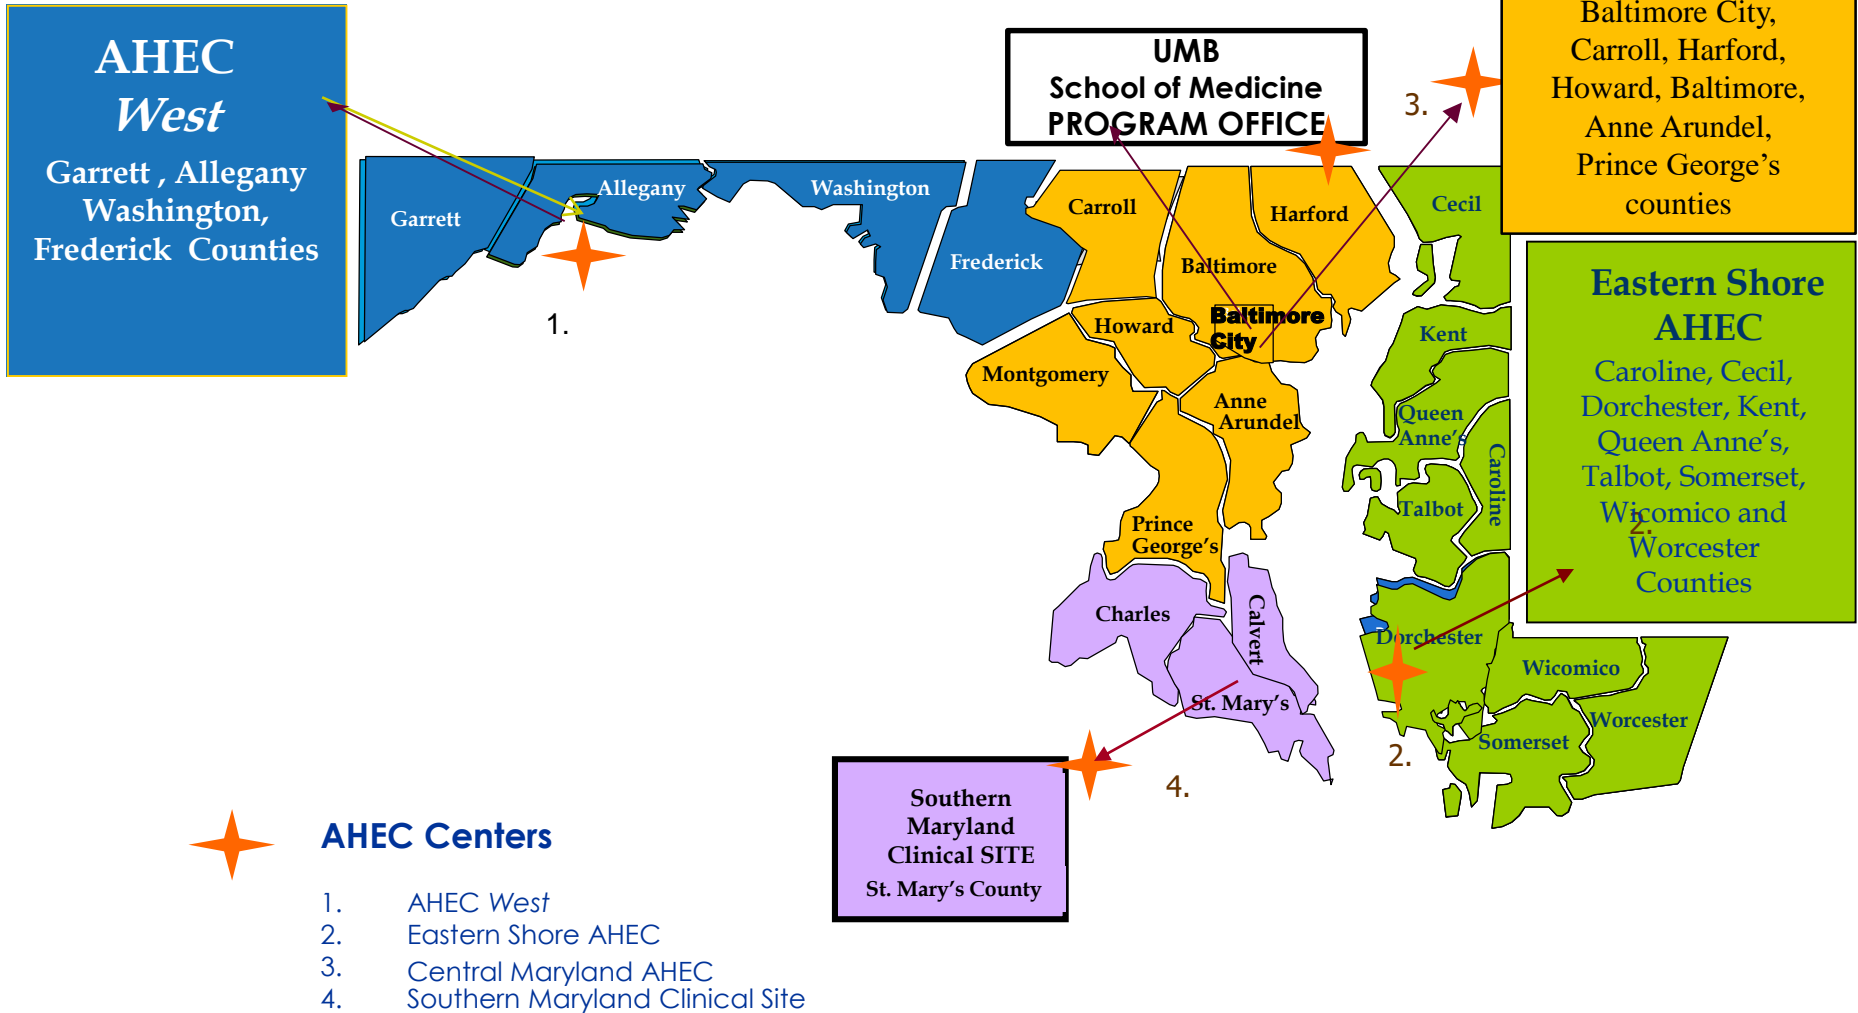 AHEC
West
Garrett , Allegany
Washington,
Frederick  Counties
UMB
School of Medicine
PROGRAM OFFICE
3.
Baltimore City,
Carroll, Harford,
Howard, Baltimore,
Anne Arundel,
Prince George's
counties
Garrett
Allegany
Washington
Frederick
Carroll
Baltimore
Harford
Cecil
1.
Howard
Baltimore
City
Kent
Montgomery
Anne
Arundel
Queen
Anne's
Caroline
Talbot
Prince
George's
Eastern Shore
AHEC
Caroline, Cecil,
Dorchester, Kent,
Queen Anne's,
Talbot, Somerset,
Wicomico and
2.
Worcester
Counties
Charles
Calvert
St. Mary's
Dorchester
Wicomico
Worcester
Somerset
2.
4.
Southern
Maryland
Clinical SITE
St. Mary's County
AHEC Centers
1. AHEC West
2. Eastern Shore AHEC
3. Central Maryland AHEC
4. Southern Maryland Clinical Site